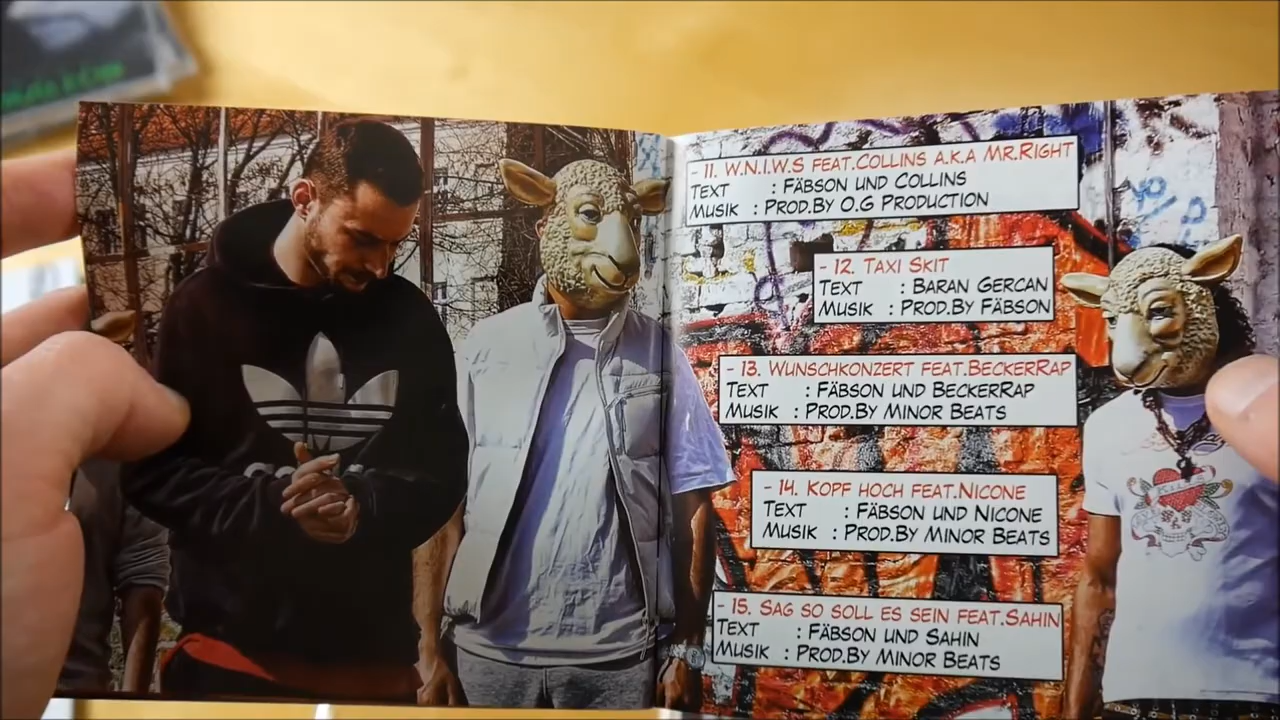 - 11. W.N.I.W.S FEAT.COLLINS A.K.A MR.RIGHT
TEXT : FÄBSON UND COLLINS
MUSIK : PROD.BY O.G PRODUCTION
- 12. TAXI SKIT
TEXT : BARAN GERCAN
MUSIK : PROD.BY FÄBSON
- 13. WUNSCHKONZERT FEAT.BECKERRAP
TEXT : FÄBSON UND BECKERRAP
MUSIK : PROD.BY MINOR BEATS
- 14. KOPF HOCH FEAT.NICONE
TEXT : FÄBSON UND NICONE
MUSIK : PROD.BY MINOR BEATS
- 15. SAG SO SOLL ES SEIN FEAT.SAHIN
TEXT : FÄBSON UND SAHIN
MUSIK : PROD.BY MINOR BEATS